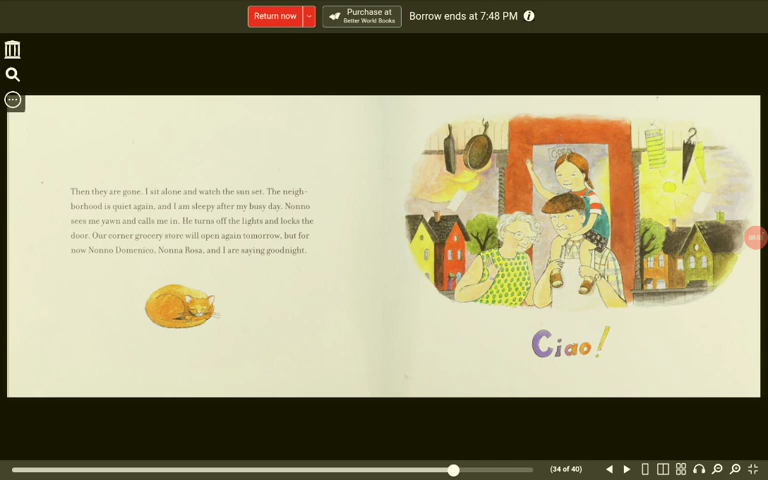 Return now
Purchase at
Better World Books
Borrow ends at 7:48 PM
Then they are gone. I sit alone and watch the sun set. The neigh-
borhood is quiet again, and I am sleepy after my busy day. Nonno
sees me yawn and calls me in. He turns off the lights and locks the
door. Our corner grocery store will open again tomorrow, but for
now Nonno Domenico, Nonna Rosa, and I are saying goodnight.
Ciao!
(34 of 40)